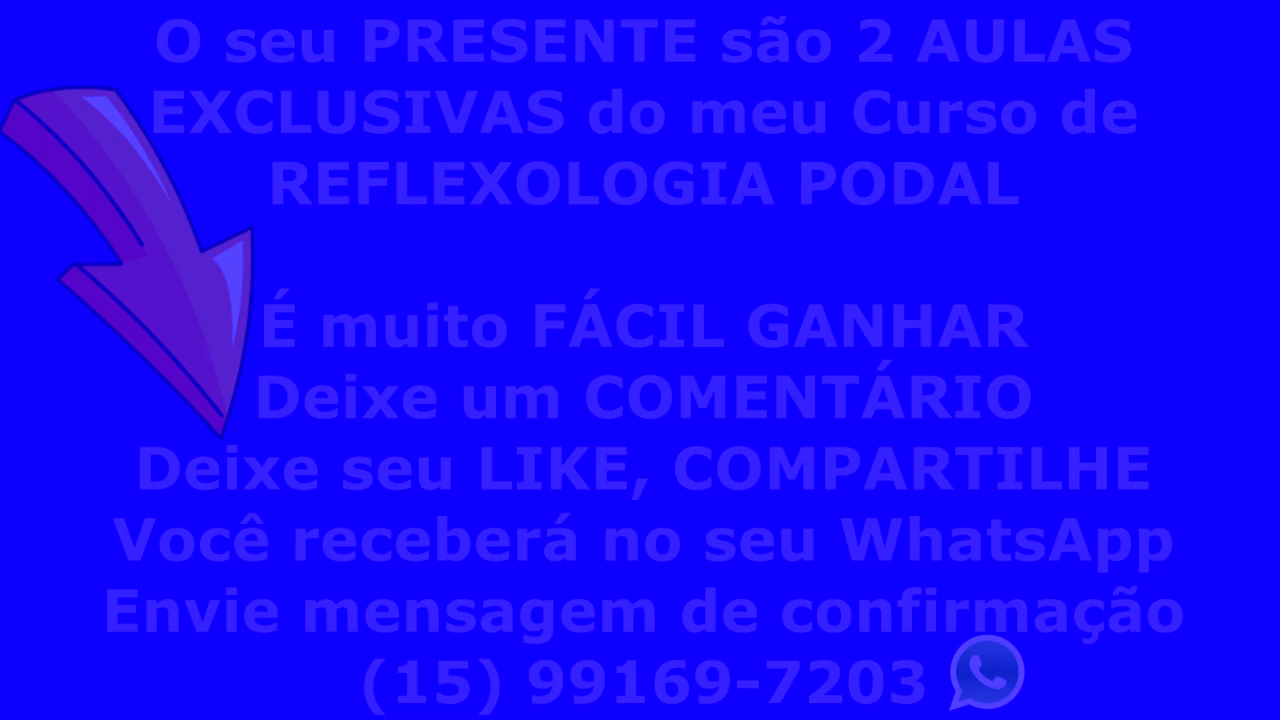 O seu PRESENTE são 2 AULAS
EXCLUSIVAS do meu Curso de
REFLEXOLOGIA PODAL
É muito FÁCIL GANHAR
Deixe um COMENTÁRIO
Deixe seu LIKE, COMPARTILHE
Você receberá no seu WhatsApp
Envie mensagem de confirmação
(15) 99169-7203